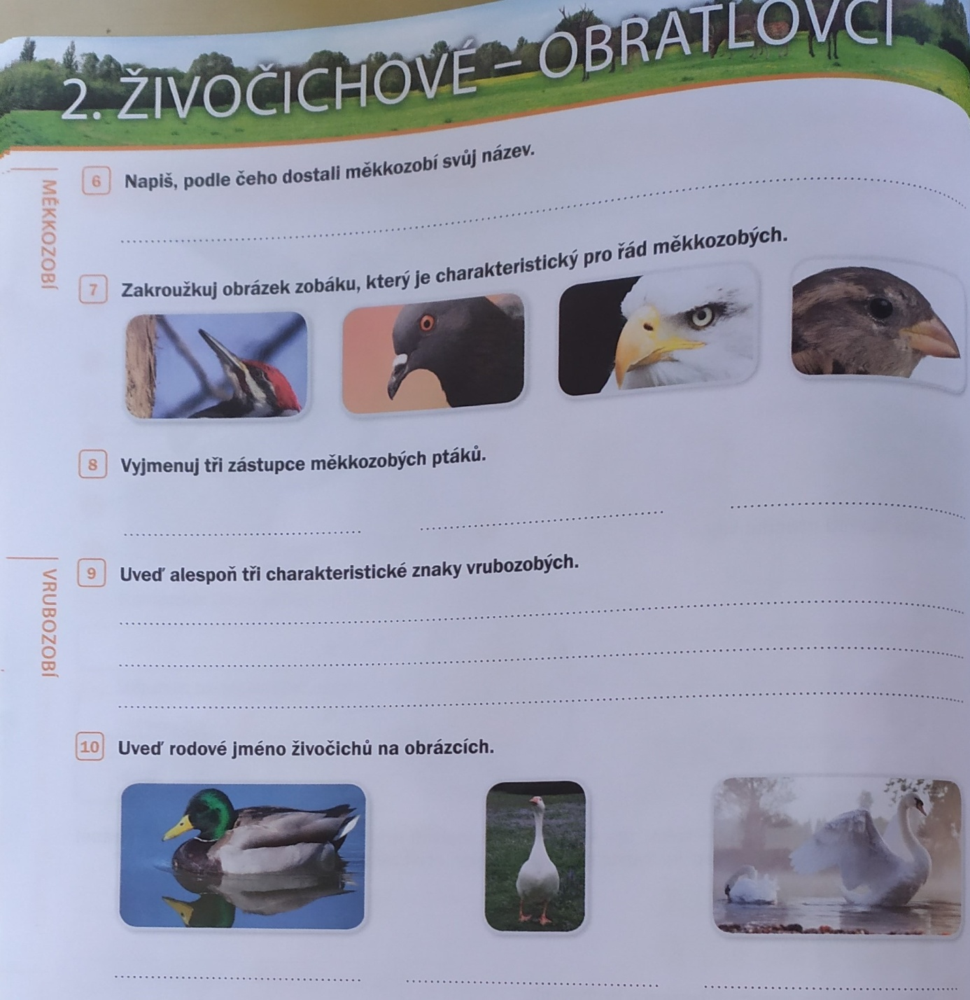 2. ŽIVOČICHOVÉ – OBRATLOVCI
MĚKKOZOBÍ
6 Napiš, podle čeho dostali měkkozobí svůj název.
7 Zakroužkuj obrázek zobáku, který je charakteristický pro řád měkkozobých.
8 Vyjmenuj tři zástupce měkkozobých ptáků.
VRUBOZOBÍ
9 Uveď alespoň tři charakteristické znaky vrubozobých.
10 Uveď rodové jméno živočichů na obrázcích.